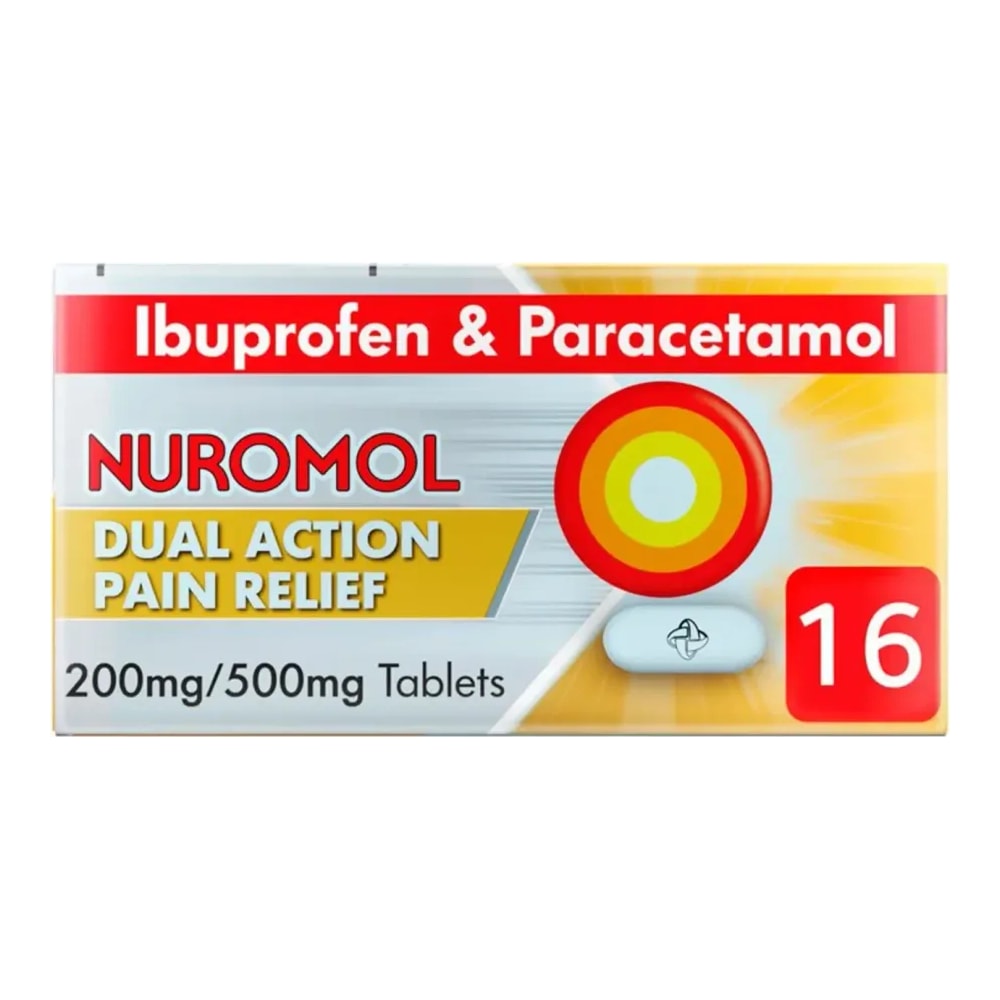 Ibuprofen & Paracetamol
NUROMOL
DUAL ACTION
PAIN RELIEF
200mg/500mg Tablets
16